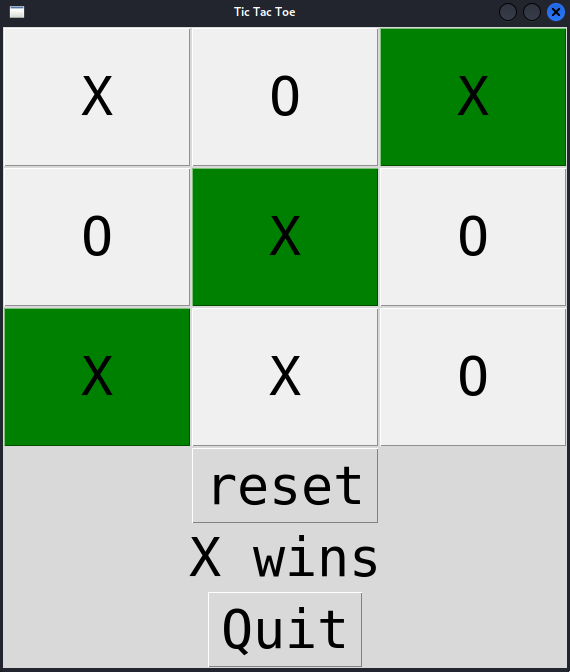 Tic Tac Toe
X O X
O X O
X X O
reset
X wins
Quit